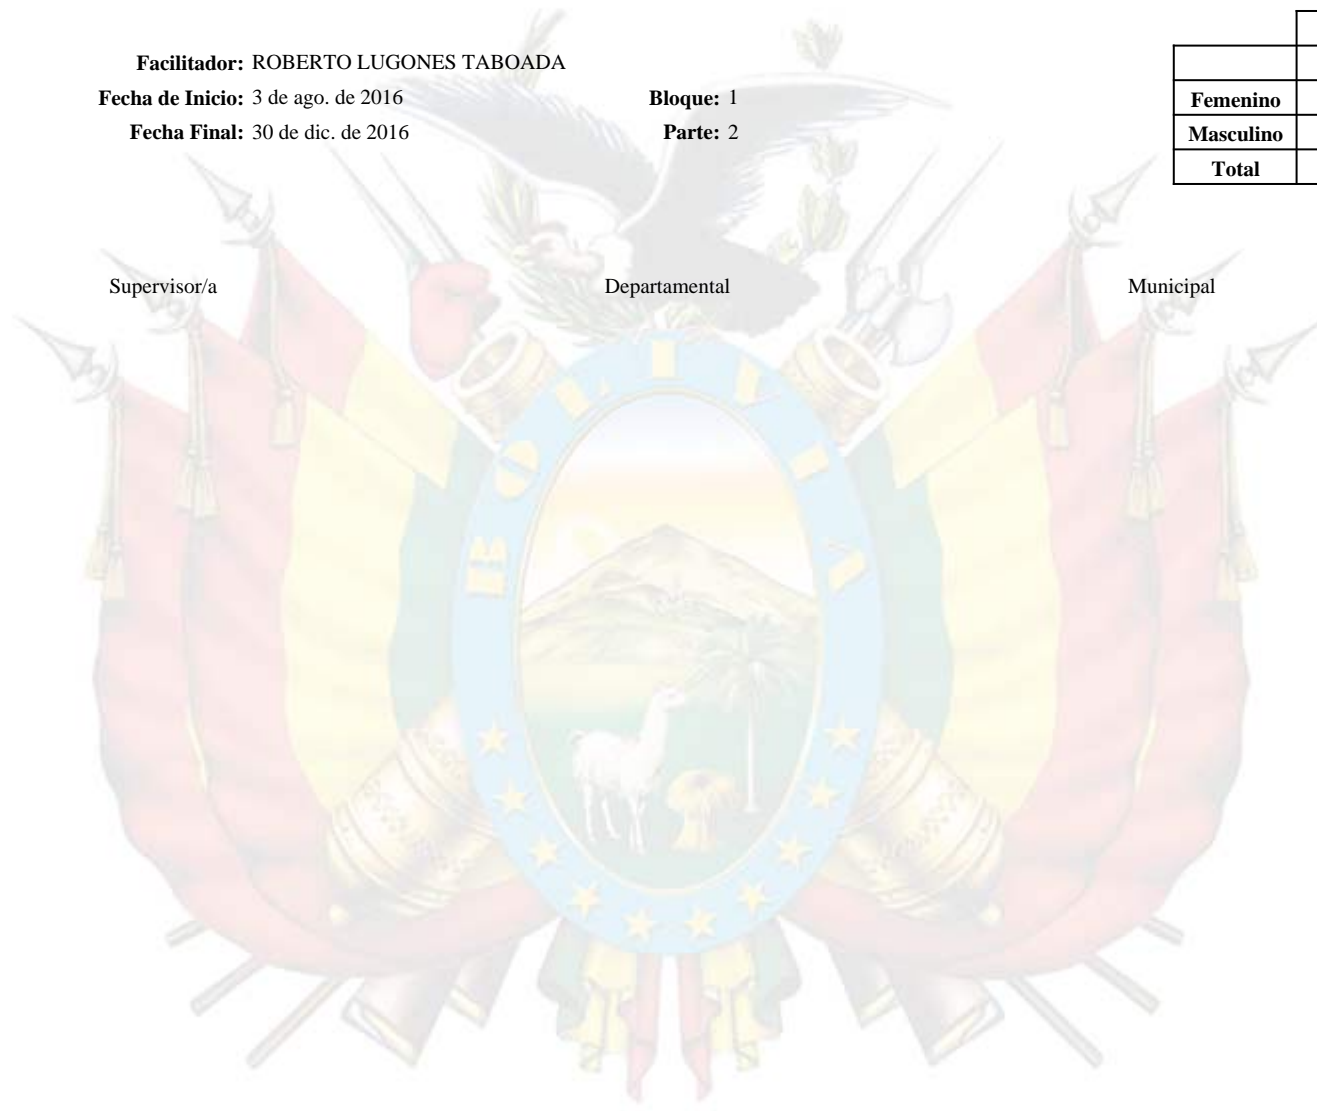 Facilitador: ROBERTO LUGONES TABOADA
Fecha de Inicio: 3 de ago. de 2016 Bloque: 1
Fecha Final: 30 de dic. de 2016 Parte: 2
Femenino
Masculino
Total
Supervisor/a Departamental Municipal
BOLIVIA